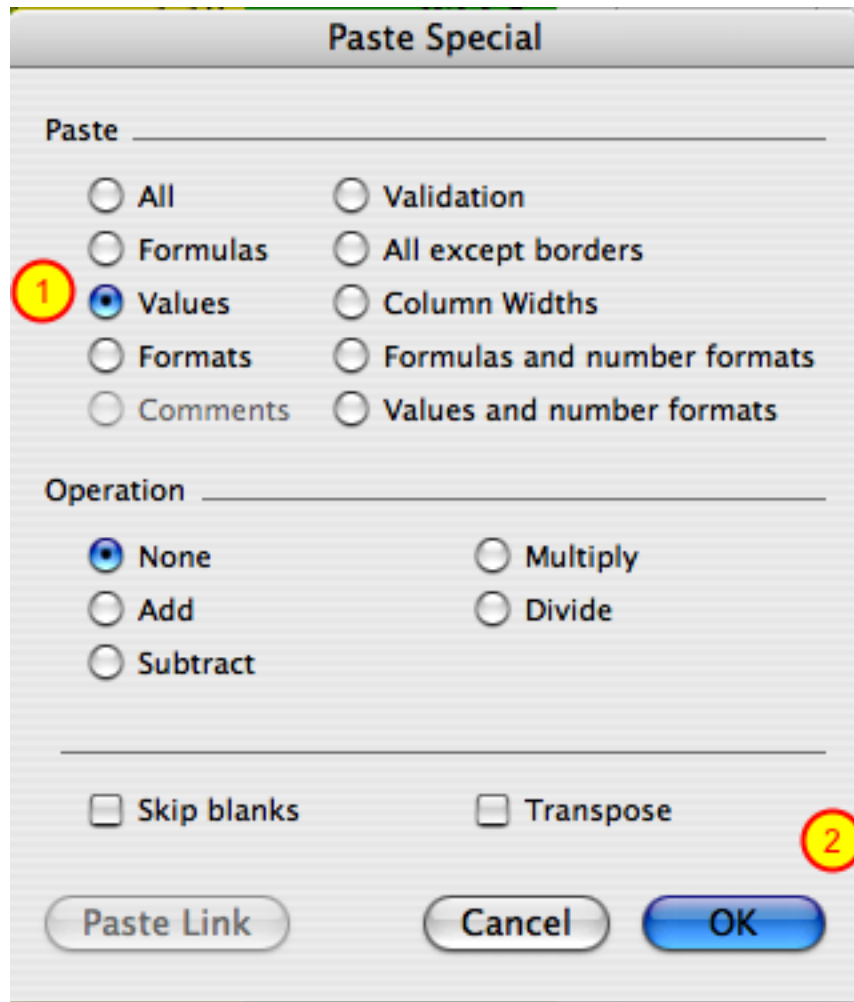 Paste Special
Paste
All Validation
Formulas All except borders
1 Values Column Widths
Formats Formulas and number formats
Comments Values and number formats
Operation
None Multiply
Add Divide
Subtract
Skip blanks Transpose
2
Paste Link Cancel OK